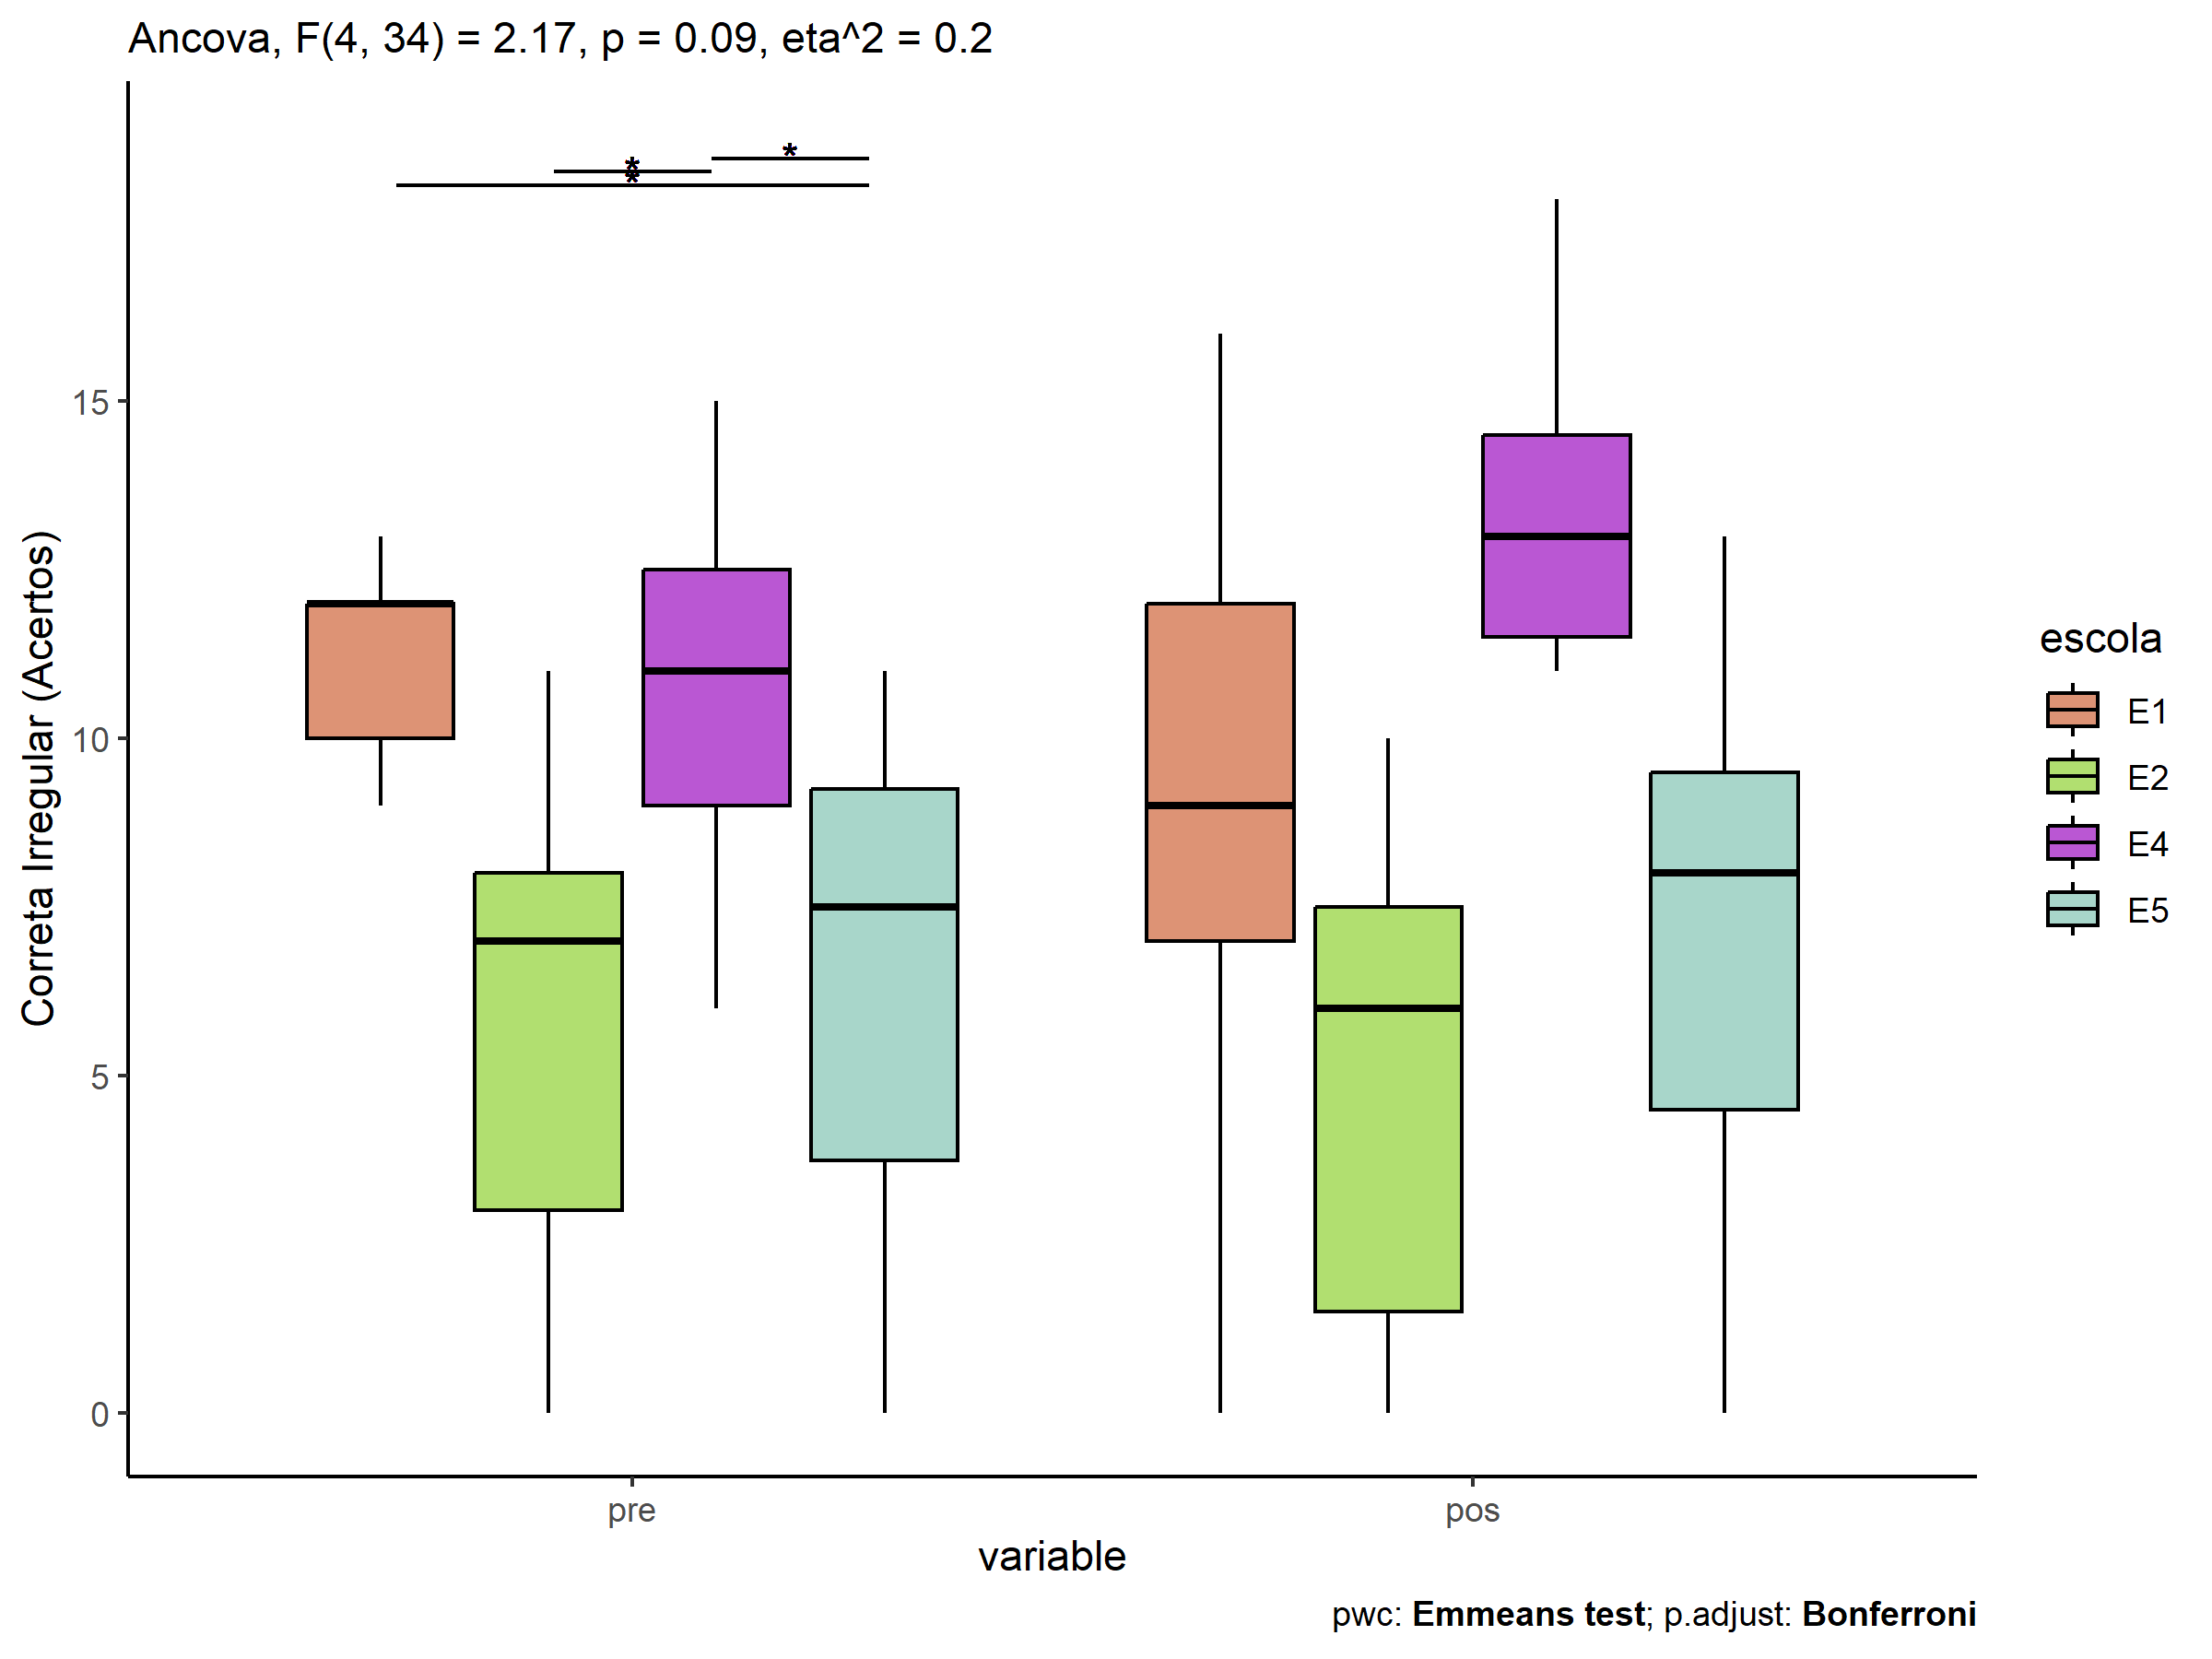 Ancova, F(4, 34) = 2.17, p = 0.09, eta^2 = 0.2
*
*
*
Correta Irregular (Acertos)
15
10
5
0
pre
pos
variable
escola
E1
E2
E4
E5
pwc: Emmeans test; p.adjust: Bonferroni